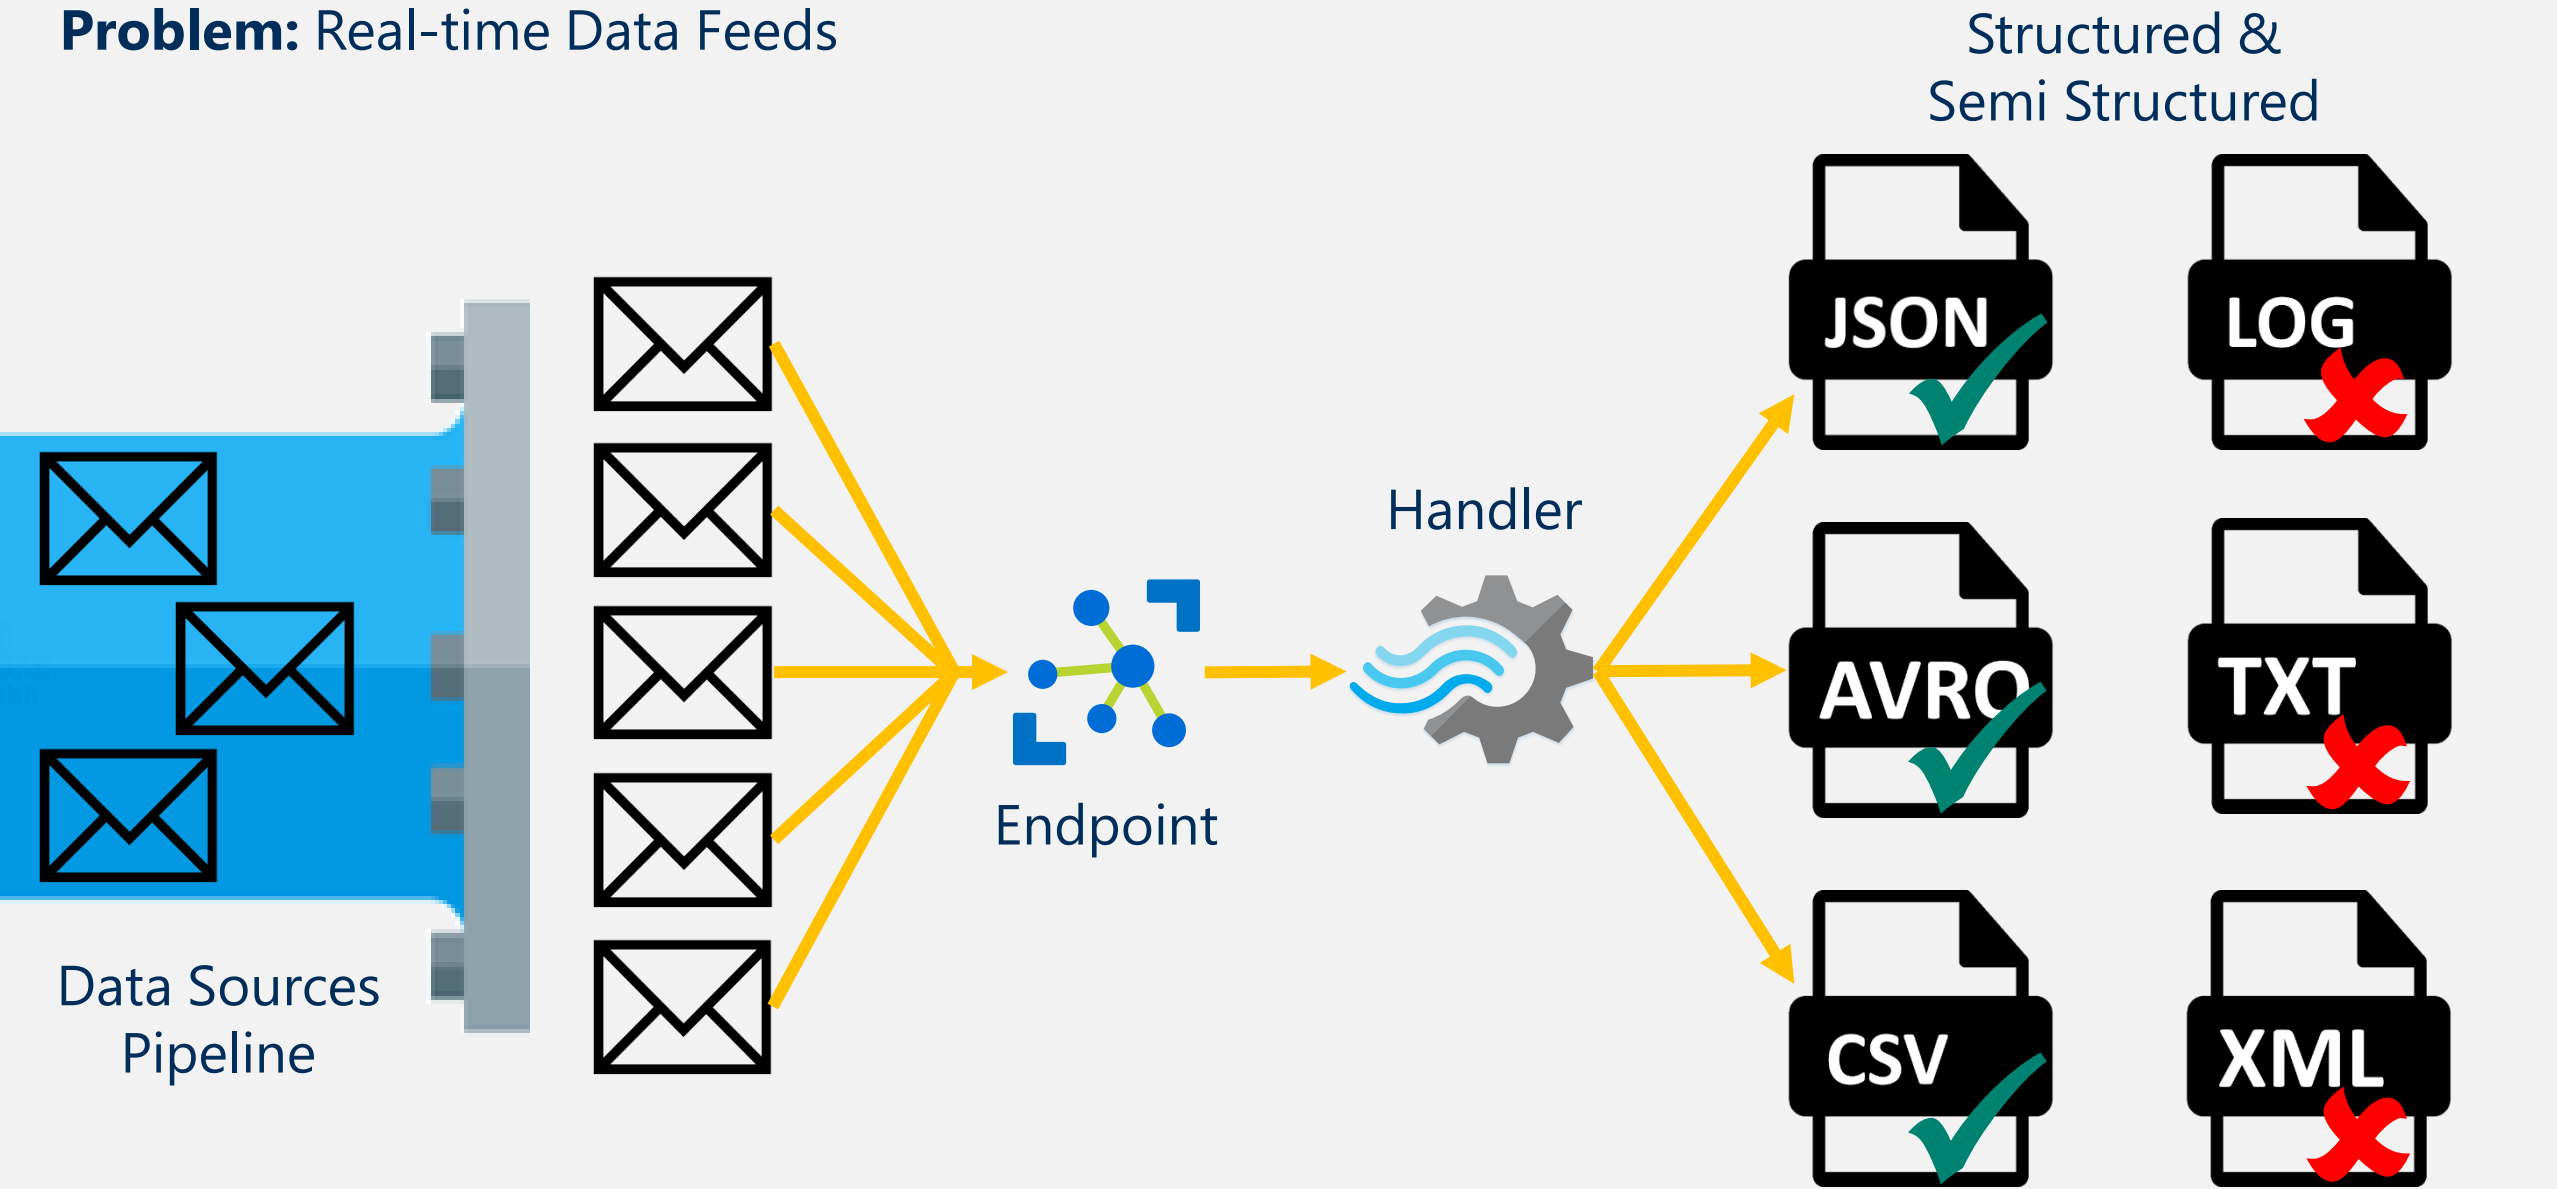 Problem: Real-time Data Feeds
Structured &
Semi Structured
JSON
LOG
Handler
AVRO
TXT
Endpoint
Data Sources
Pipeline
CSV
XML